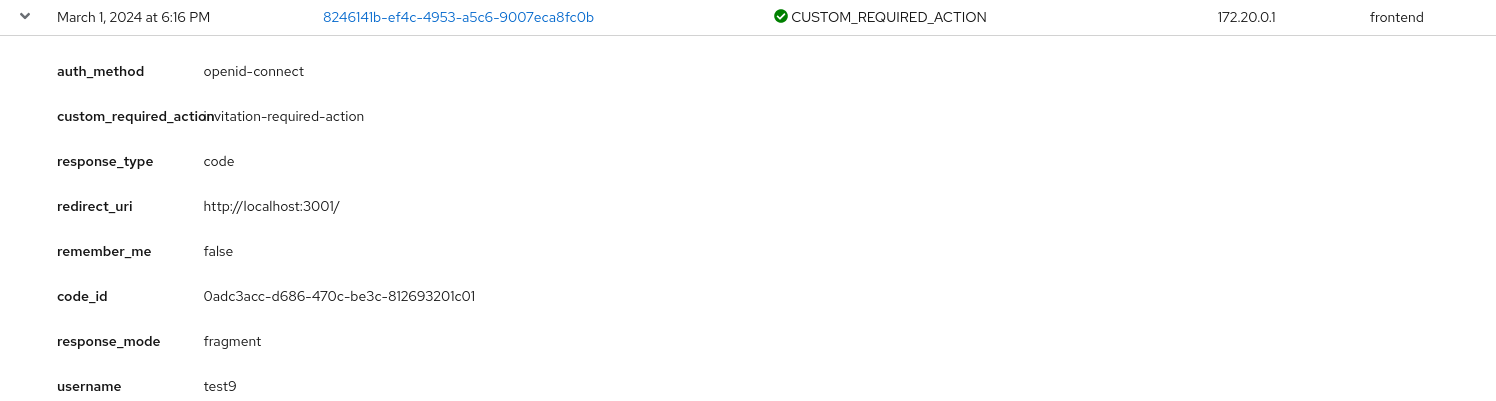 March 1, 2024 at 6:16 PM 8246141b-ef4c-4953-a5c6-9007eca8fc0b CUSTOM_REQUIRED_ACTION 172.20.0.1 frontend
auth_method openid-connect
custom_required_action invitation-required-action
response_type code
redirect_uri http://localhost:3001/
remember_me false
code_id 0adc3acc-d686-470c-be3c-812693201c01
response_mode fragment
username test9